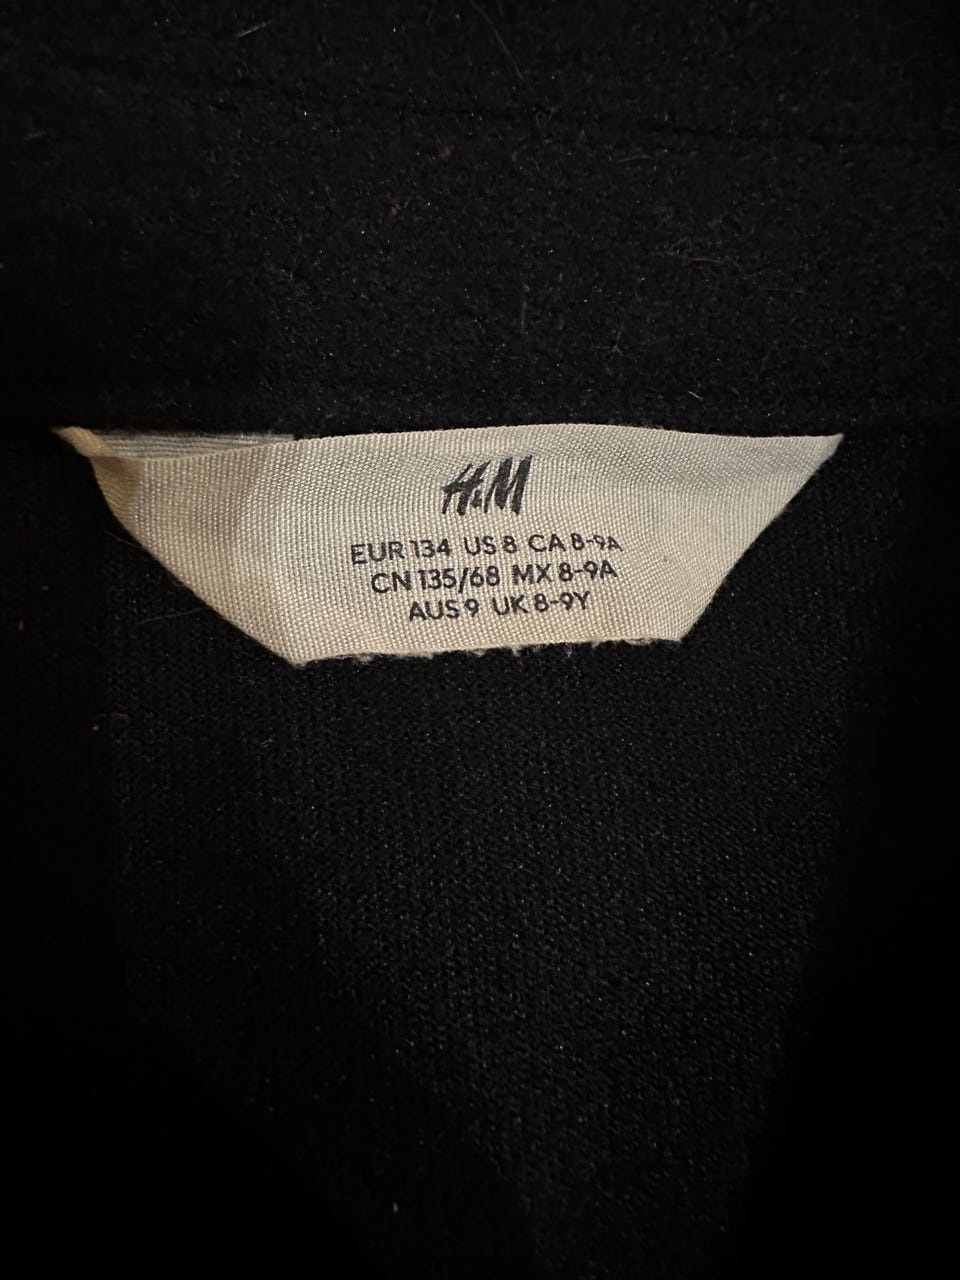 H&M
EUR 134 US 8 CA 8-9A
CN 135/68 MX 8-9A
AUS 9 UK 8-9Y